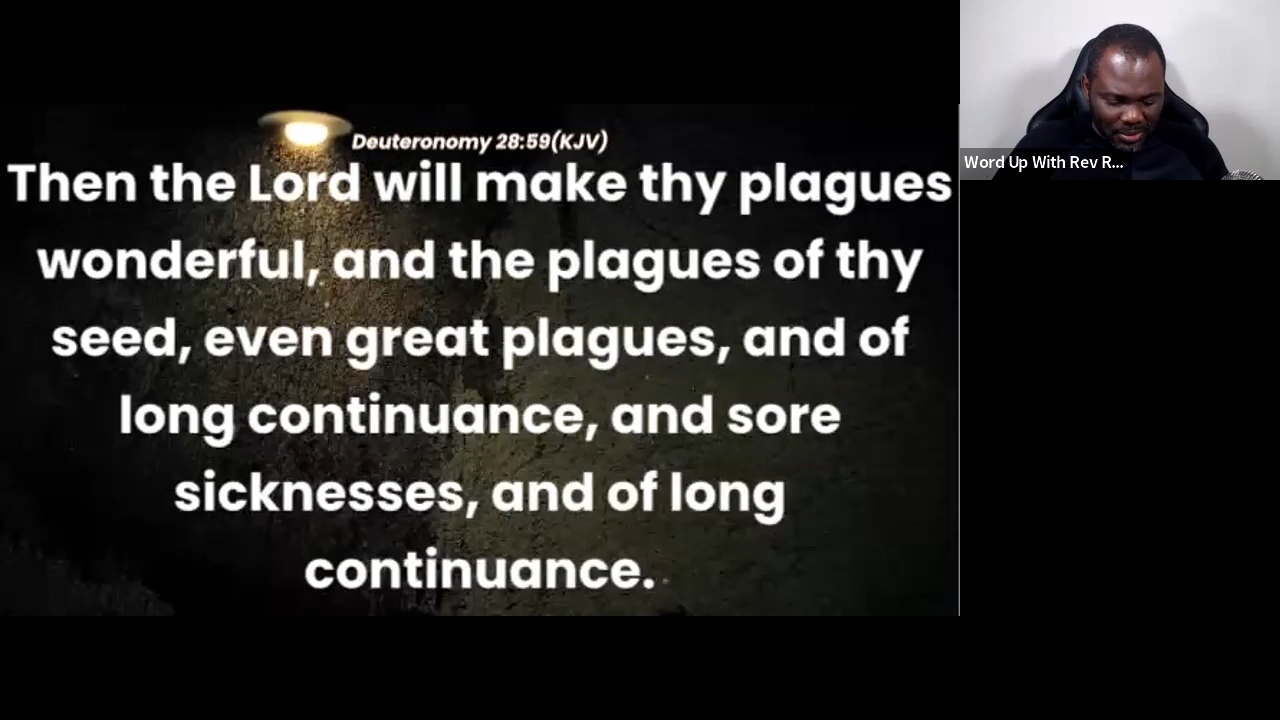 Deuteronomy 28:59(KJV)
Then the Lord will make thy plagues
wonderful, and the plagues of thy
seed, even great plagues, and of
long continuance, and sore
sicknesses, and of long
continuance.
Word Up With Rev R...